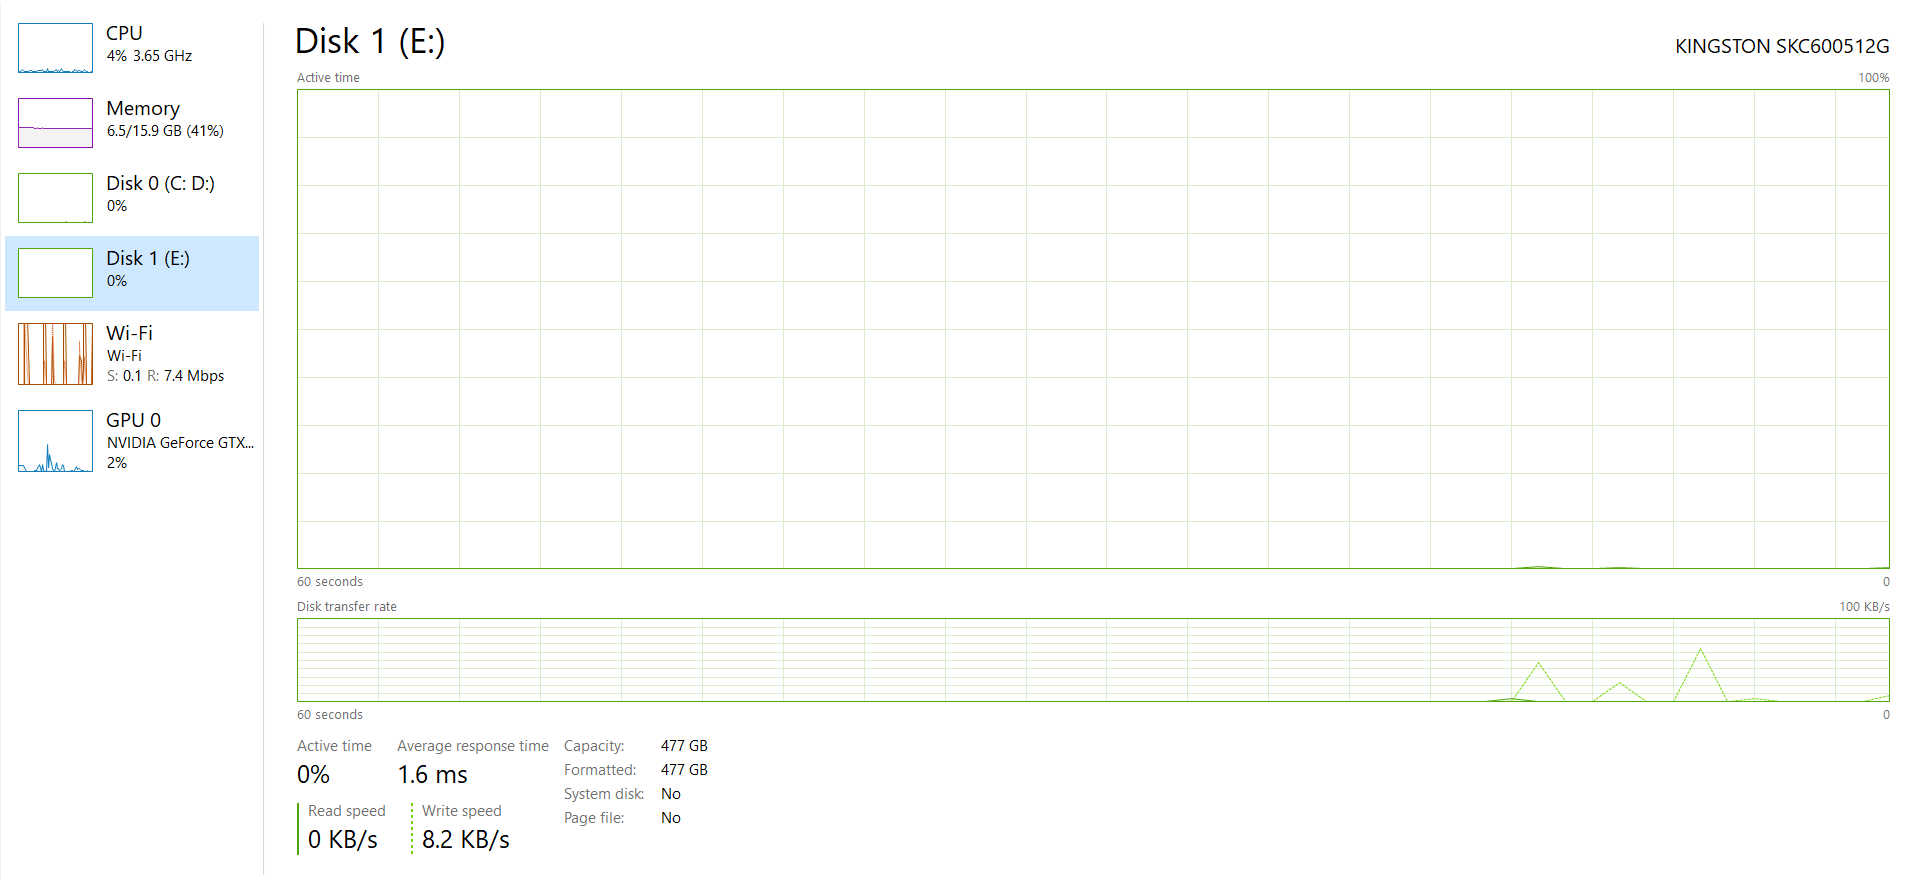 CPU
4% 3.65 GHz
Memory
6.5/15.9 GB (41%)
Disk 0 (C: D:)
0%
Disk 1 (E:)
0%
Wi-Fi
Wi-Fi
S: 0.1 R: 7.4 Mbps
GPU 0
NVIDIA GeForce GTX...
2%
Disk 1 (E:)
KINGSTON SKC600512G
Active time
100%
60 seconds
0
Disk transfer rate
100 KB/s
60 seconds
0
Active time
0%
Average response time
1.6 ms
Read speed
0 KB/s
Write speed
8.2 KB/s
Capacity: 477 GB
Formatted: 477 GB
System disk: No
Page file: No